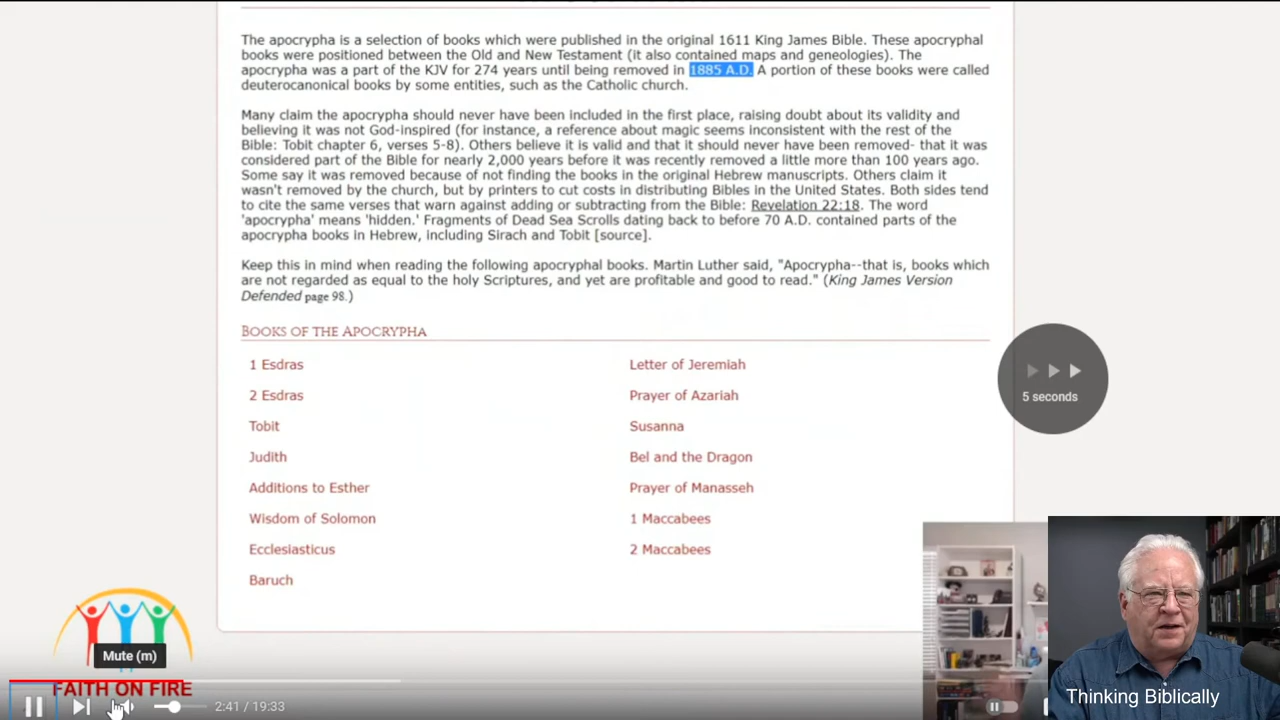 The apocrypha is a selection of books which were published in the original 1611 King James Bible. These apocryphal
books were positioned between the Old and New Testament (it also contained maps and geneologies). The
apocrypha was a part of the KJV for 274 years until being removed in 1885 A.D. A portion of these books were called
deuterocanonical books by some entities, such as the Catholic church.
Many claim the apocrypha should never have been included in the first place, raising doubt about its validity and
believing it was not God-inspired (for instance, a reference about magic seems inconsistent with the rest of the
Bible: Tobit chapter 6, verses 5-8). Others believe it is valid and that it should never have been removed- that it was
considered part of the Bible for nearly 2,000 years before it was recently removed a little more than 100 years ago.
Some say it was removed because of not finding the books in the original Hebrew manuscripts. Others claim it
wasn't removed by the church, but by printers to cut costs in distributing Bibles in the United States. Both sides tend
to cite the same verses that warn against adding or subtracting from the Bible: Revelation 22:18. The word
'apocrypha' means 'hidden.' Fragments of Dead Sea Scrolls dating back to before 70 A.D. contained parts of the
apocrypha books in Hebrew, including Sirach and Tobit [source].
Keep this in mind when reading the following apocryphal books. Martin Luther said, "Apocrypha--that is, books which
are not regarded as equal to the holy Scriptures, and yet are profitable and good to read." (King James Version
Defended page 98.)
BOOKS OF THE APOCRYPHA
1 Esdras
2 Esdras
Tobit
Judith
Additions to Esther
Wisdom of Solomon
Ecclesiasticus
Baruch
Letter of Jeremiah
Prayer of Azariah
Susanna
Bel and the Dragon
Prayer of Manasseh
1 Maccabees
2 Maccabees
5 seconds
Mute (m)
FAITH ON FIRE
2:41 / 19:33
Thinking Biblically